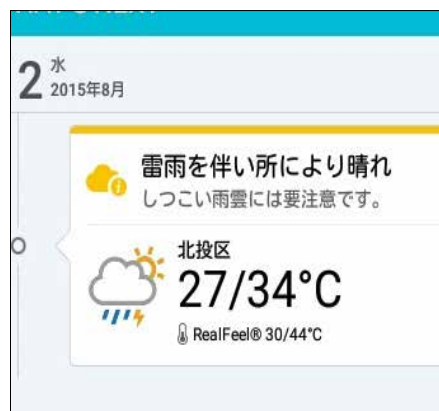 2 水
2015年8月
雷雨を伴い所により晴れ
しつこい雨雲には要注意です。
北投区
27/34°C
RealFeel® 30/44°C